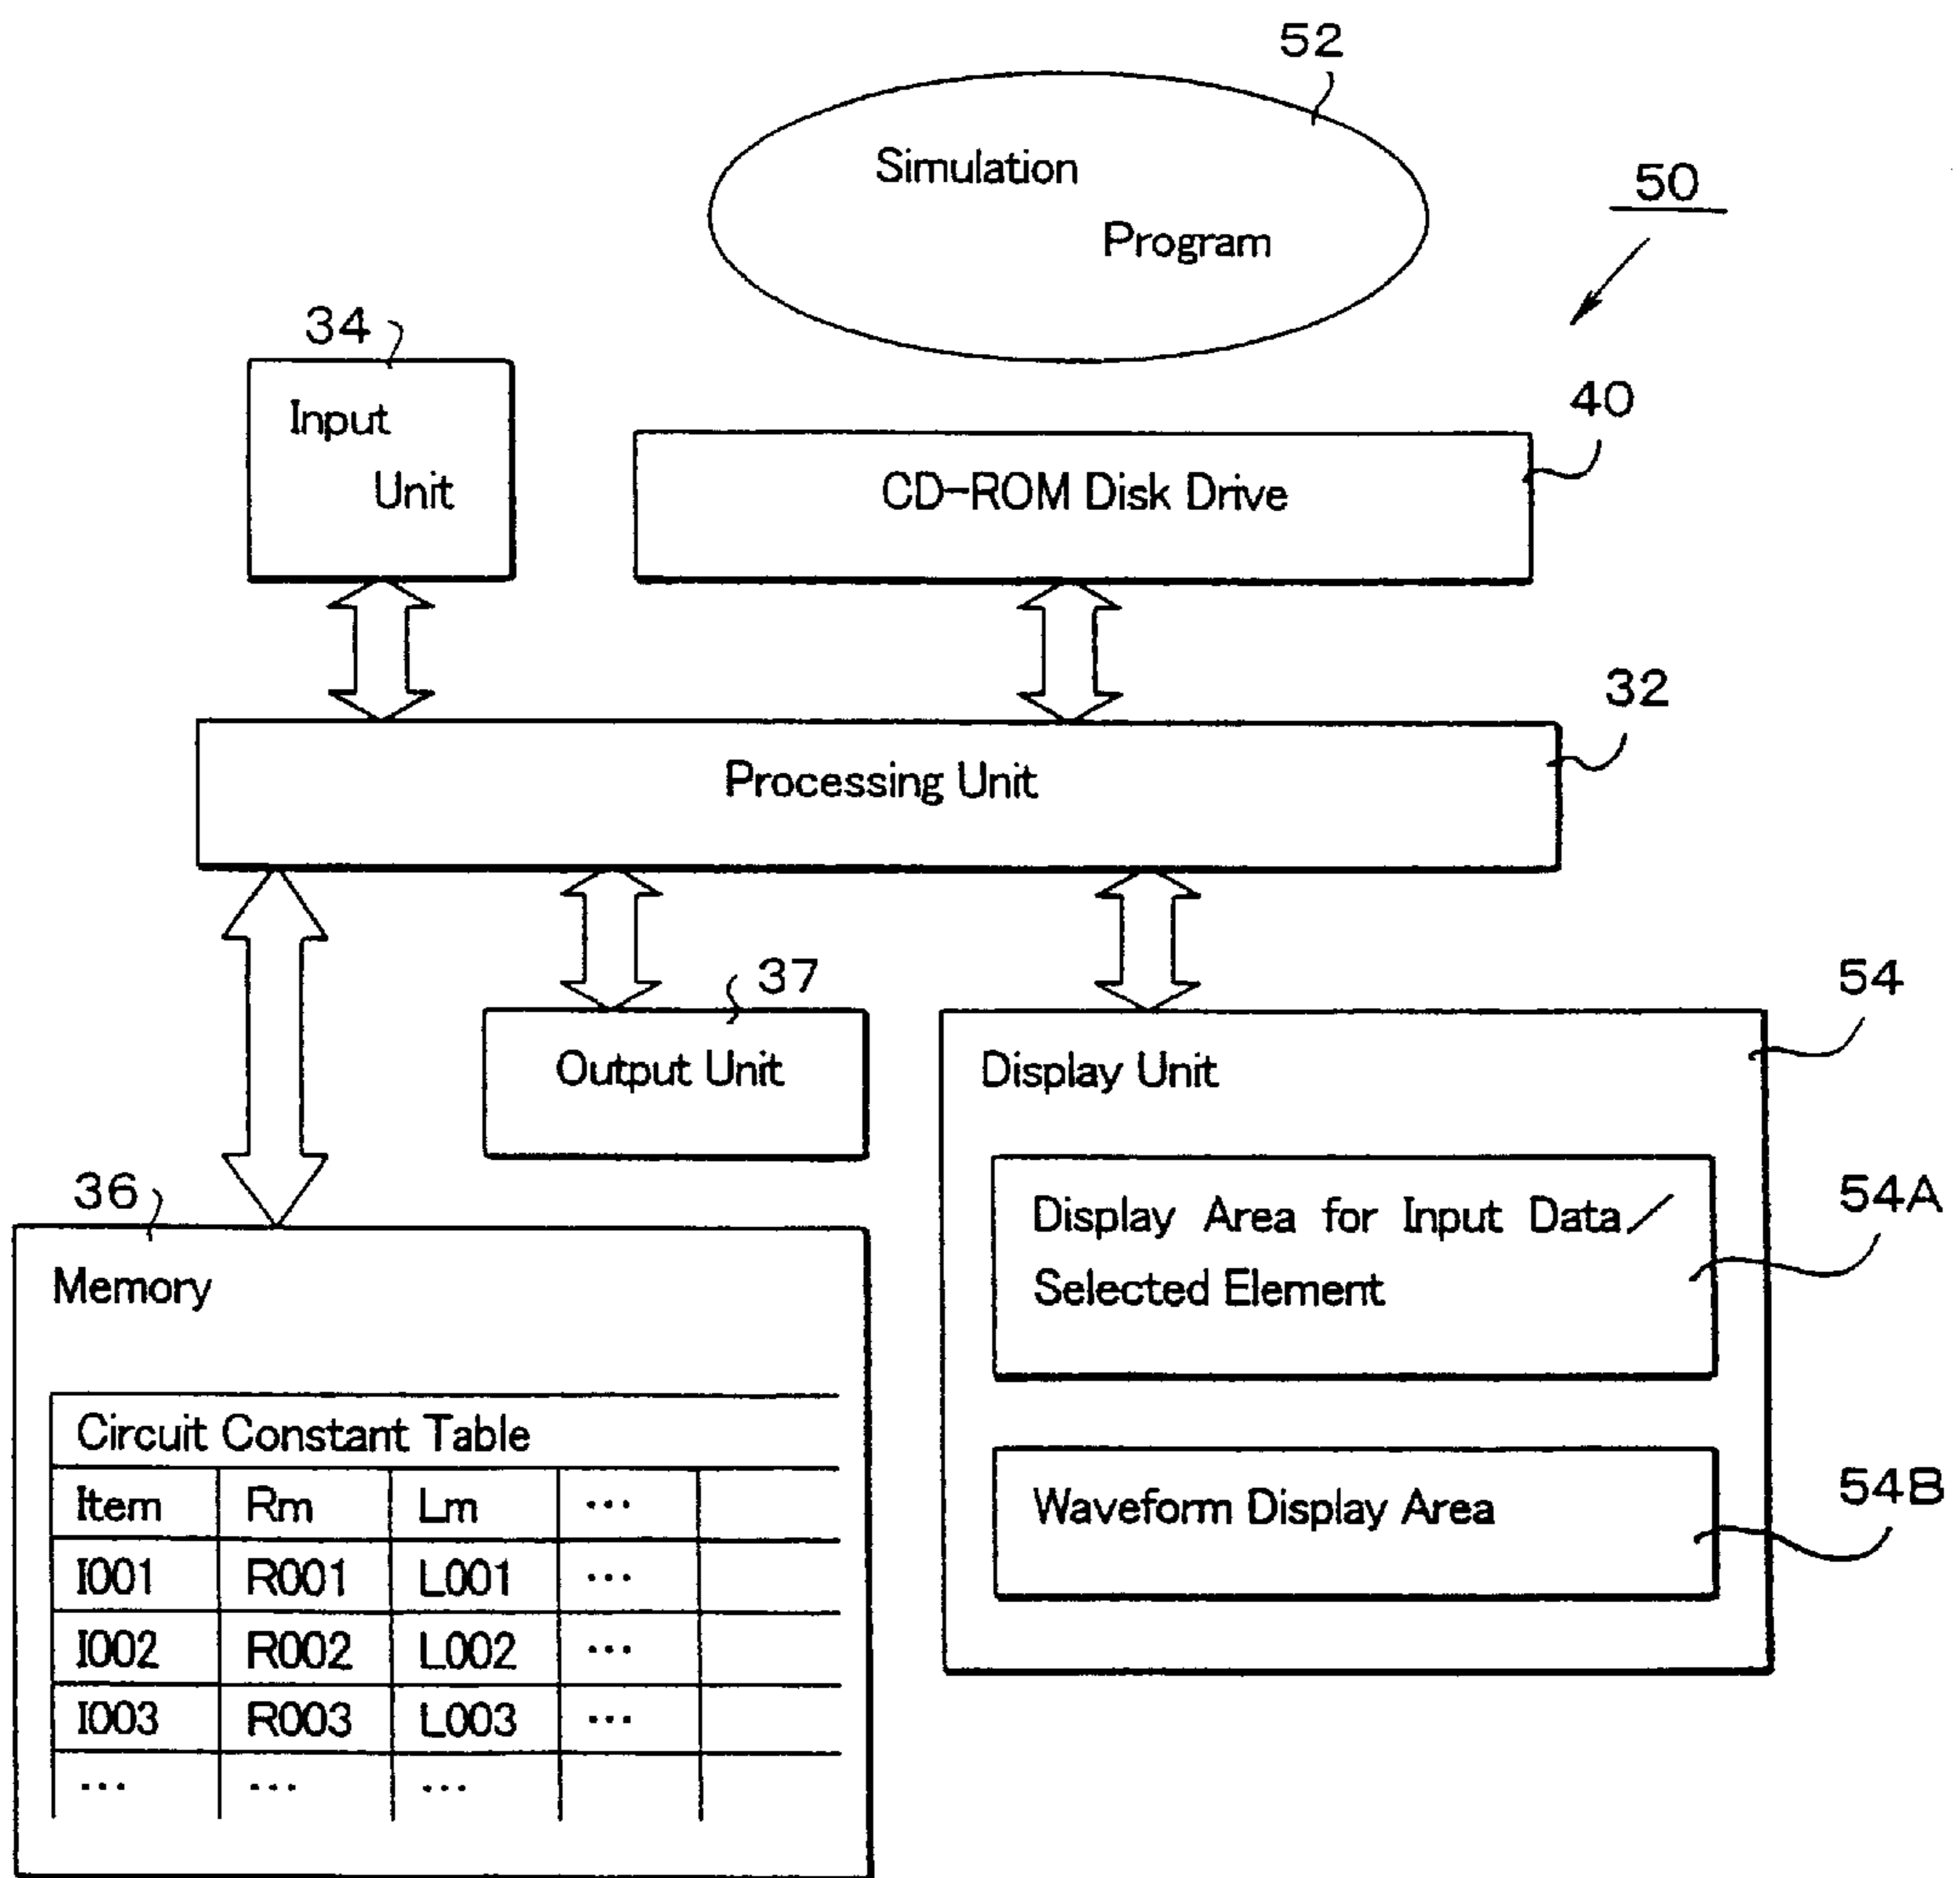 52
Simulation
Program
50
34
Input
Unit
40
CD-ROM Disk Drive
32
Processing Unit
37
Output Unit
54
Display Unit
54A
Display Area for Input Data/
Selected Element
54B
Waveform Display Area
36
Memory
Circuit Constant Table
Item Rm Lm ...
I001 R001 L001 ...
I002 R002 L002 ...
I003 R003 L003 ...
... ... ...